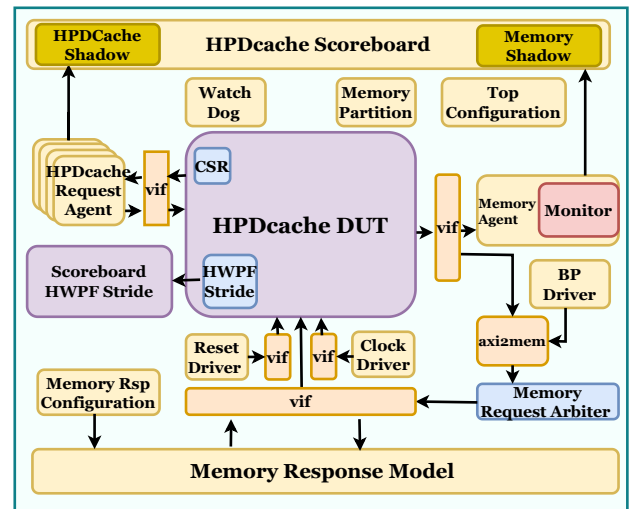 HPDCache
Shadow
HPDcache Scoreboard
Memory
Shadow
Watch
Dog
Memory
Partition
Top
Configuration
HPDcache
Request
Agent
vif
CSR
HPDcache DUT
vif
Memory
Agent
Monitor
Scoreboard
HWPF Stride
HWPF
Stride
BP
Driver
Reset
Driver
vif
vif
Clock
Driver
axi2mem
Memory Rsp
Configuration
vif
Memory
Request Arbiter
Memory Response Model